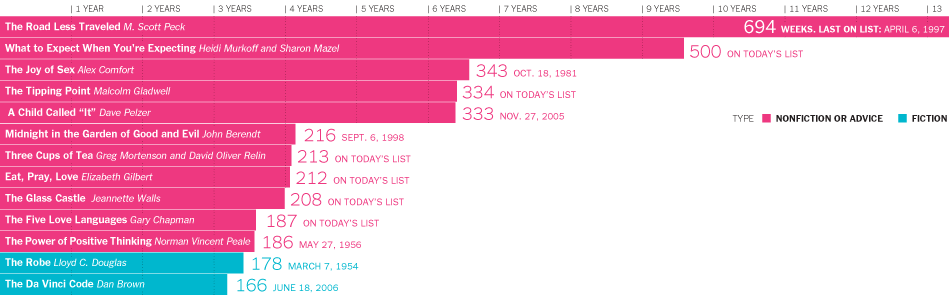 1 YEAR 2 YEARS 3 YEARS 4 YEARS 5 YEARS 6 YEARS 7 YEARS 8 YEARS 9 YEARS 10 YEARS 11 YEARS 12 YEARS 13
The Road Less Traveled M. Scott Peck 694 WEEKS. LAST ON LIST: APRIL 6, 1997
What to Expect When You're Expecting Heidi Murkoff and Sharon Mazel 500 ON TODAY'S LIST
The Joy of Sex Alex Comfort 343 OCT. 18, 1981
The Tipping Point Malcolm Gladwell 334 ON TODAY'S LIST
A Child Called “It” Dave Pelzer 333 NOV. 27, 2005
TYPE NONFICTION OR ADVICE FICTION
Midnight in the Garden of Good and Evil John Berendt 216 SEPT. 6, 1998
Three Cups of Tea Greg Mortenson and David Oliver Relin 213 ON TODAY'S LIST
Eat, Pray, Love Elizabeth Gilbert 212 ON TODAY'S LIST
The Glass Castle Jeannette Walls 208 ON TODAY'S LIST
The Five Love Languages Gary Chapman 187 ON TODAY'S LIST
The Power of Positive Thinking Norman Vincent Peale 186 MAY 27, 1956
The Robe Lloyd C. Douglas 178 MARCH 7, 1954
The Da Vinci Code Dan Brown 166 JUNE 18, 2006